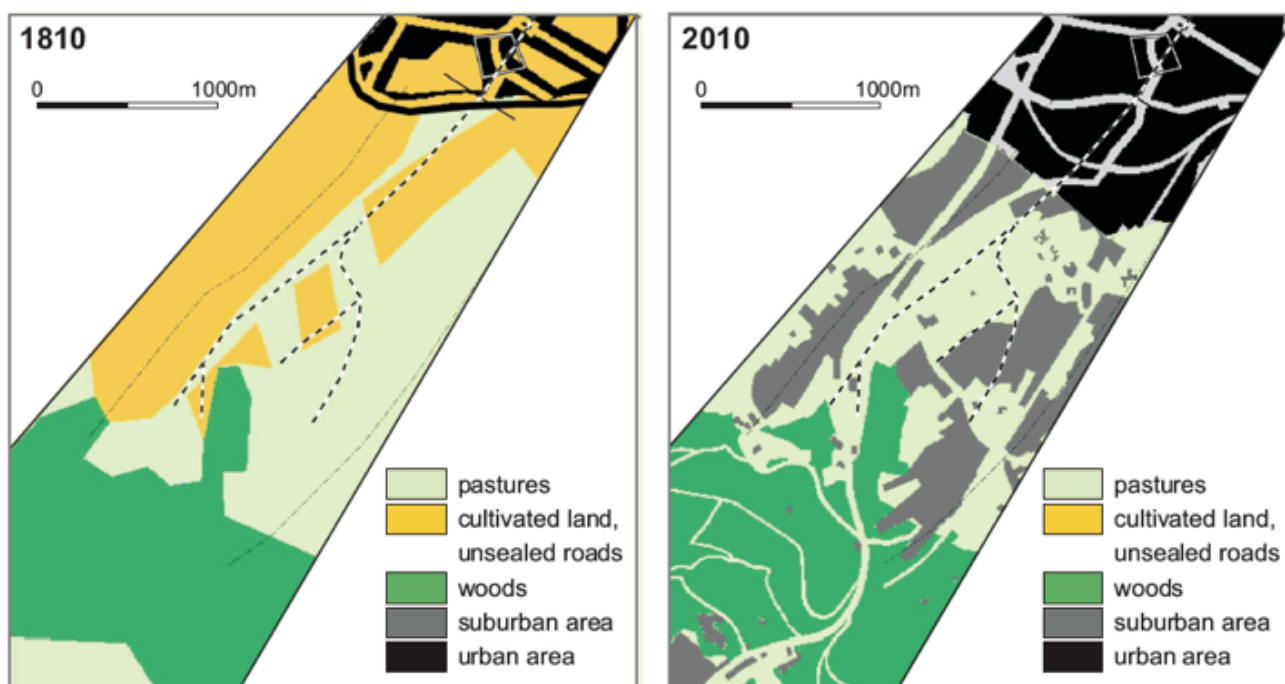 1810
0 1000m
pastures
cultivated land,
unsealed roads
woods
suburban area
urban area
2010
0 1000m
pastures
cultivated land,
unsealed roads
woods
suburban area
urban area